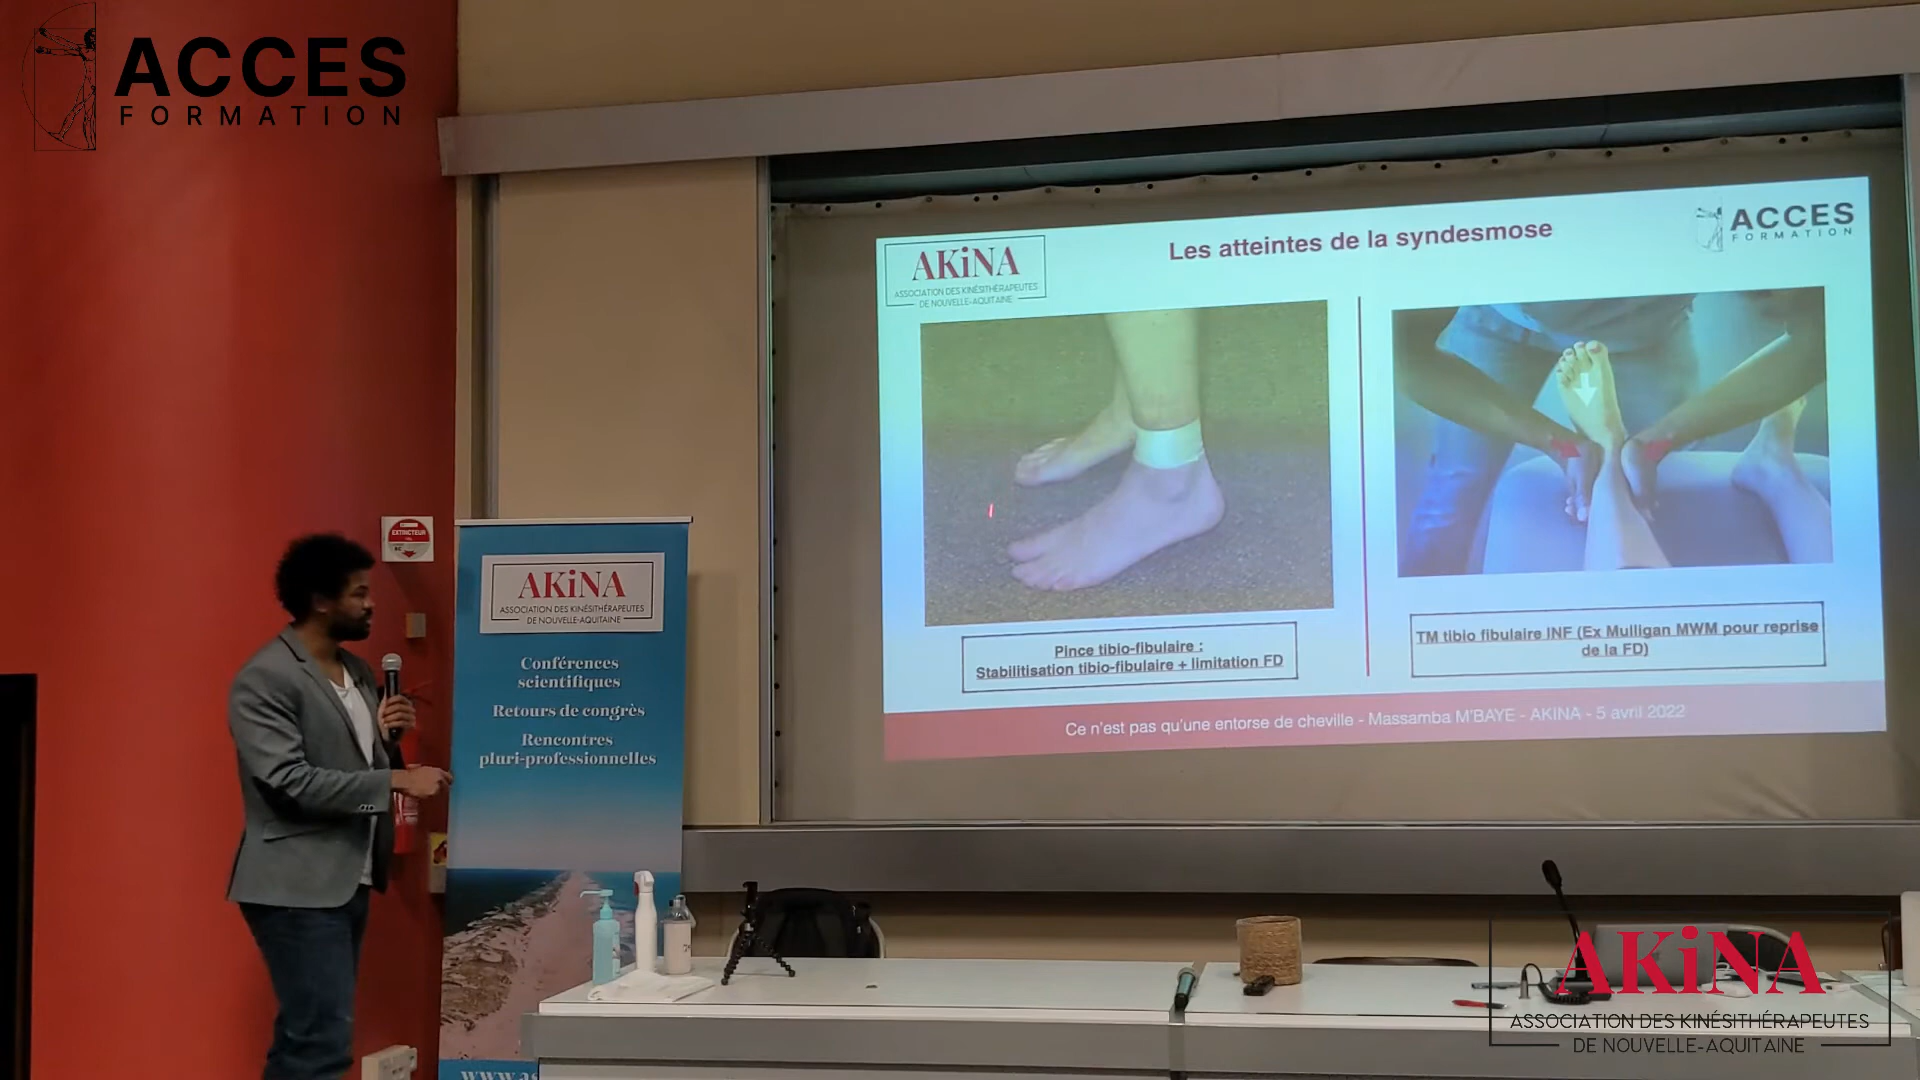 ACCES
FORMATION
EXTINCTEUR
AKiNA
ASSOCIATION DES KINÉSITHÉRAPEUTES
DE NOUVELLE-AQUITAINE
Conférences
scientifiques
Retours de congrès
Rencontres
pluri-professionnelles
AKiNA
ASSOCIATION DES KINÉSITHÉRAPEUTES
DE NOUVELLE-AQUITAINE
Les atteintes de la syndesmose
ACCES
FORMATION
Pince tibio-fibulaire :
Stabilitisation tibio-fibulaire + limitation FD
TM tibio fibulaire INF (Ex Mulligan MWM pour reprise
de la FD)
Ce n'est pas qu'une entorse de cheville - Massamba M'BAYE - AKINA - 5 avril 2022
AKiNA
ASSOCIATION DES KINÉSITHÉRAPEUTES
DE NOUVELLE-AQUITAINE